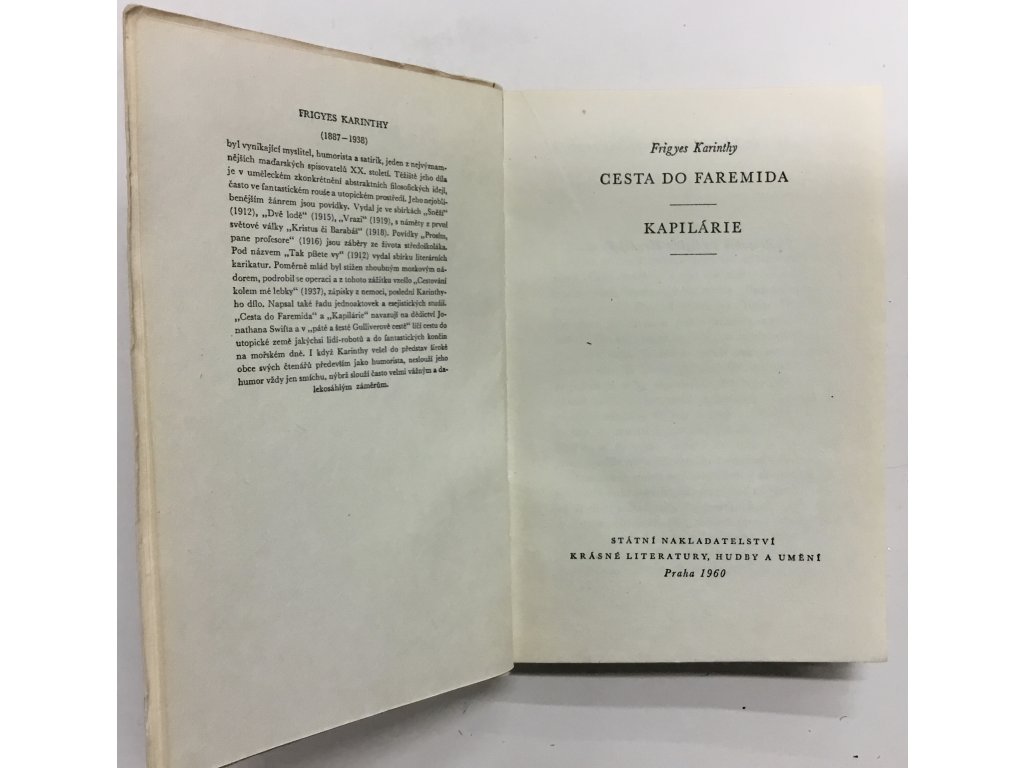 FRIGYES KARINTHY
(1887–1938)
byl vynikající myslitel, humorista a satirik, jeden z nejvýznam-
nějších maďarských spisovatelů XX. století. Těžiště jeho díla
je v uměleckém zkonkrétnění abstraktních filosofických idejí,
často ve fantastickém rouše a utopickém prostředí. Jeho nejoblí-
benějším žánrem jsou povídky. Vydal je ve sbírkách „Sněží“
(1912), „Dvě lodě“ (1915), „Vrazi“ (1919), s náměty z první
světové války „Kristus či Barabáš“ (1918). Povídky „Prosím,
pane profesore“ (1916) jsou záběry ze života středoškoláka.
Pod názvem „Tak píšete vy“ (1912) vydal sbírku literárních
karikatur. Poměrně mlád byl stižen zhoubným mozkovým ná-
dorem, podrobil se operaci a z tohoto zážitku vzešlo „Cestování
kolem mé lebky“ (1937), zápisky z nemoci, poslední Karinthy-
ho dílo. Napsal také řadu jednoaktovek a esejistických studií.
„Cesta do Faremida“ a „Kapilárie“ navazují na dědictví Jo-
nathana Swifta a v „páté a šesté Gulliverově cestě“ líčí cestu do
utopické země jakýchsi lidí-robotů a do fantastických končin
na mořském dně. I když Karinthy vešel do představ široké
obce svých čtenářů především jako humorista, neslouží jeho
humor vždy jen smíchu, nýbrž slouží často velmi vážným a da-
lekosáhlým záměrům.
Frigyes Karinthy
CESTA DO FAREMIDA
KAPILÁRIE
STÁTNÍ NAKLADATELSTVÍ
KRÁSNÉ LITERATURY, HUDBY A UMĚNÍ
Praha 1960